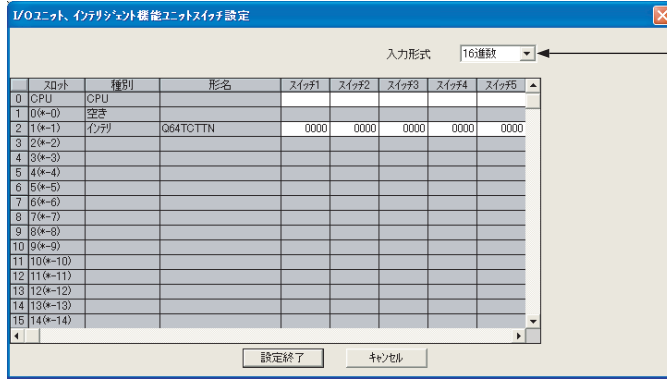 I/Oユニット、インテリジェント機能ユニットスイッチ設定
入力形式 16進数
スロット 種別 形名 スイッチ1 スイッチ2 スイッチ3 スイッチ4 スイッチ5
0 CPU CPU
1 0(*-0) 空き
2 1(*-1) インテリ Q64TCTTN 0000 0000 0000 0000 0000
3 2(*-2)
4 3(*-3)
5 4(*-4)
6 5(*-5)
7 6(*-6)
8 7(*-7)
9 8(*-8)
10 9(*-9)
11 10(*-10)
12 11(*-11)
13 12(*-12)
14 13(*-13)
15 14(*-14)
設定終了 キャンセル